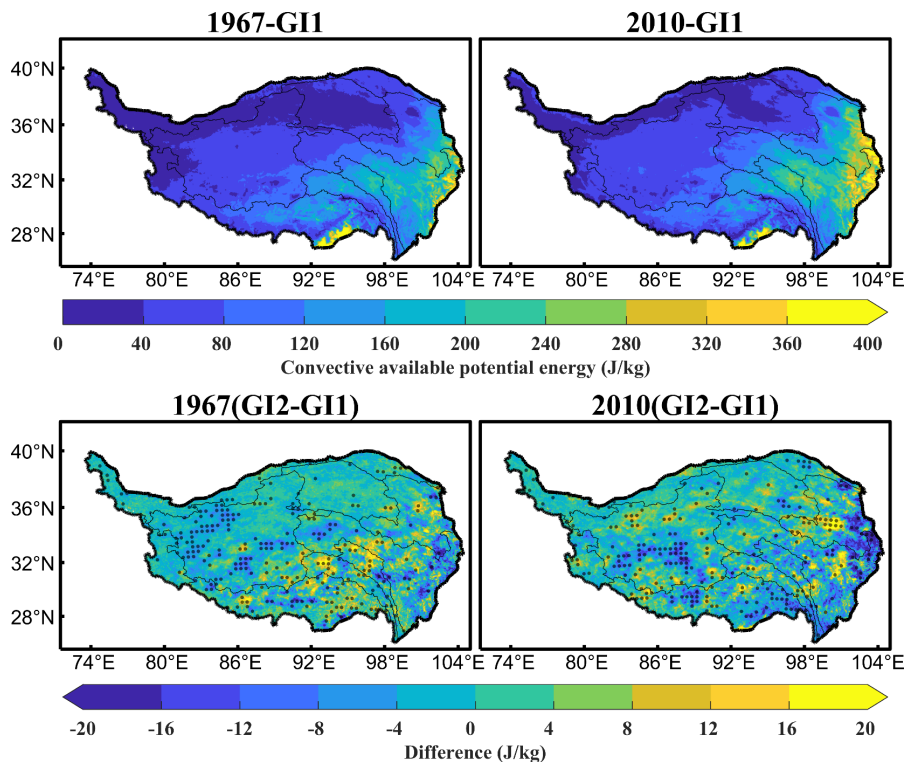 1967-GI1 2010-GI1
40°N
36°N
32°N
28°N
74°E 80°E 86°E 92°E 98°E 104°E 74°E 80°E 86°E 92°E 98°E 104°E
0 40 80 120 160 200 240 280 320 360 400
Convective available potential energy (J/kg)
1967(GI2-GI1) 2010(GI2-GI1)
40°N
36°N
32°N
28°N
74°E 80°E 86°E 92°E 98°E 104°E 74°E 80°E 86°E 92°E 98°E 104°E
-20 -16 -12 -8 -4 0 4 8 12 16 20
Difference (J/kg)